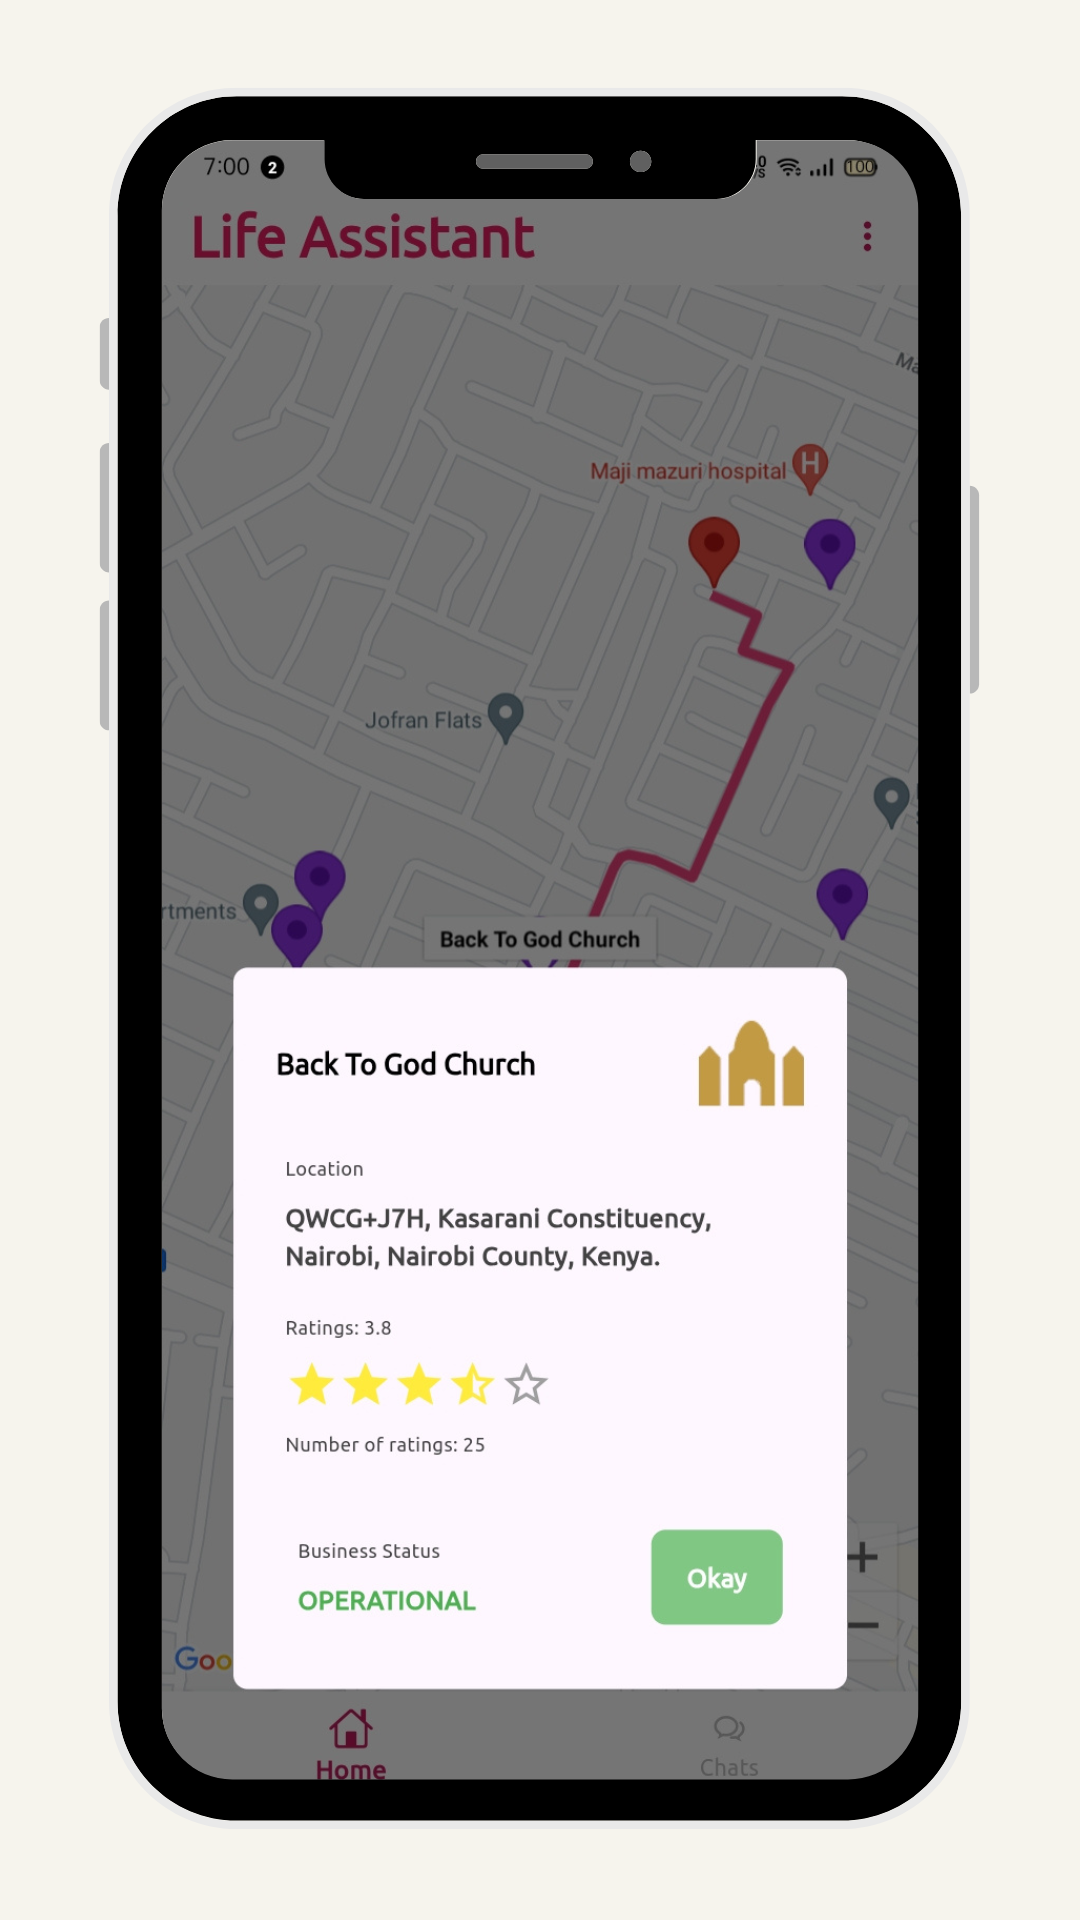 7:00 2
100
Life Assistant
Maji mazuri hospital H
Jofran Flats
rtments
Back To God Church
Back To God Church
Location
QWCG+J7H, Kasarani Constituency,
Nairobi, Nairobi County, Kenya.
Ratings: 3.8
Number of ratings: 25
Business Status
OPERATIONAL
Okay
Goo
Home
Chats